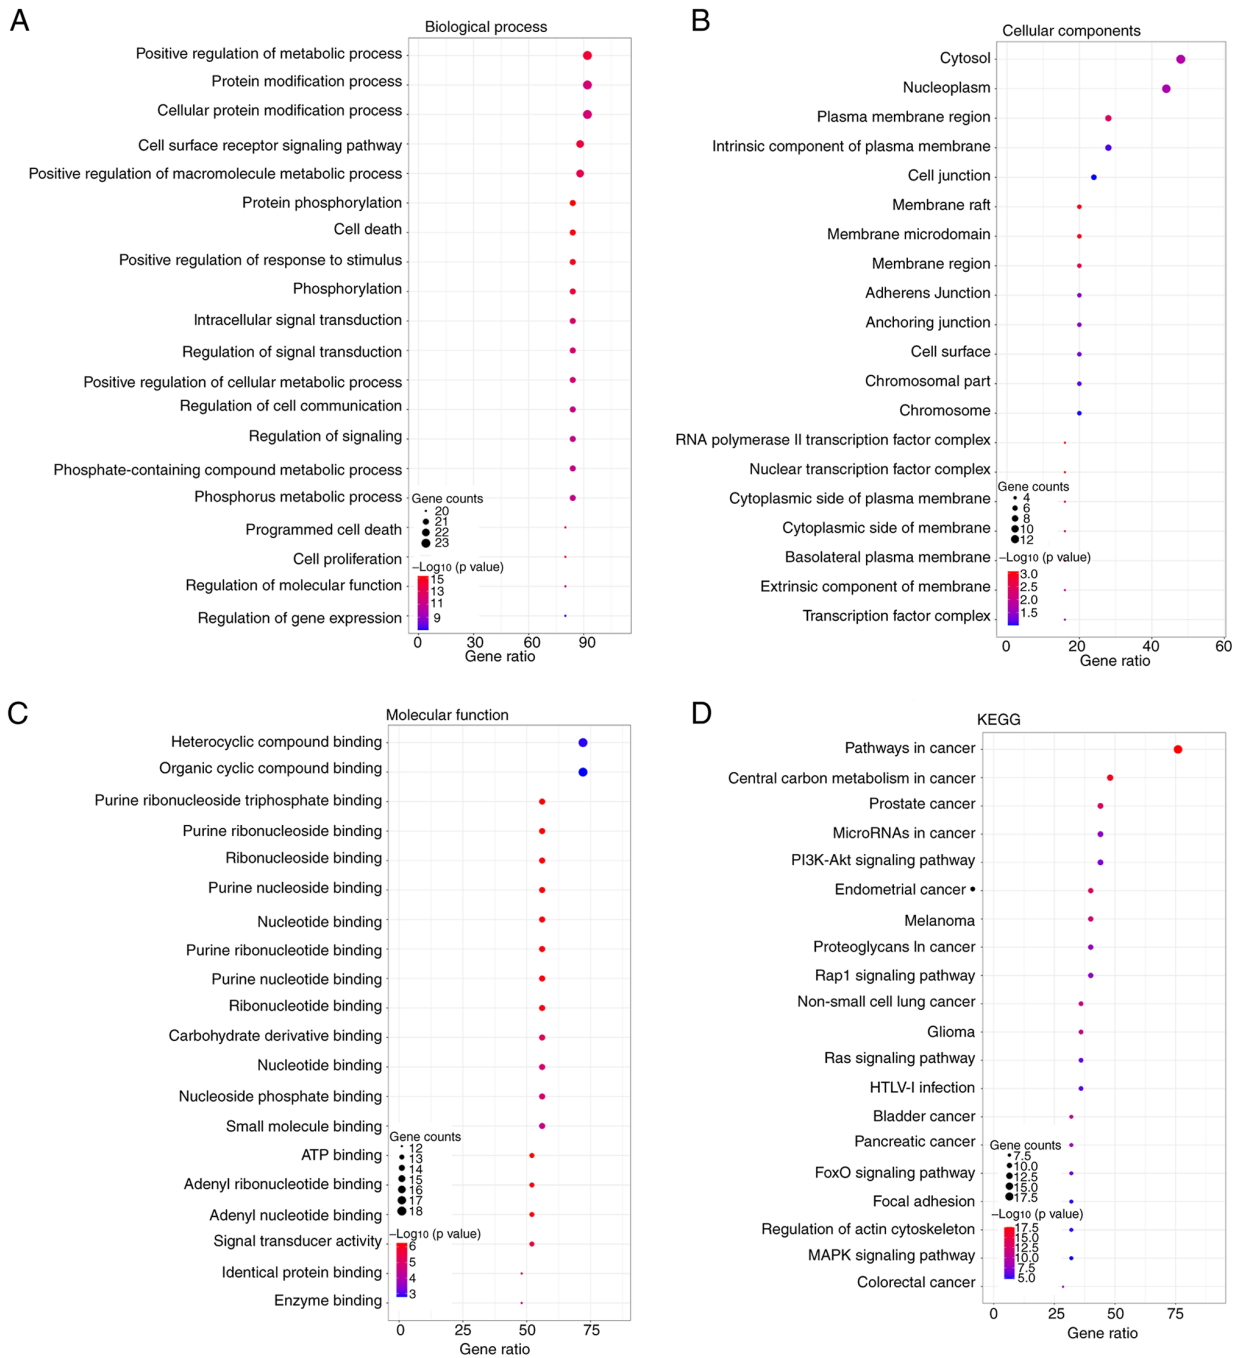 A
Biological process
Positive regulation of metabolic process
Protein modification process
Cellular protein modification process
Cell surface receptor signaling pathway
Positive regulation of macromolecule metabolic process
Protein phosphorylation
Cell death
Positive regulation of response to stimulus
Phosphorylation
Intracellular signal transduction
Regulation of signal transduction
Positive regulation of cellular metabolic process
Regulation of cell communication
Regulation of signaling
Phosphate-containing compound metabolic process
Phosphorus metabolic process
Programmed cell death
Cell proliferation
Regulation of molecular function
Regulation of gene expression
Gene counts
20
21
22
23
−Log10 (p value)
15
13
11
9
0 30 60 90
Gene ratio
B
Cellular components
Cytosol
Nucleoplasm
Plasma membrane region
Intrinsic component of plasma membrane
Cell junction
Membrane raft
Membrane microdomain
Membrane region
Adherens Junction
Anchoring junction
Cell surface
Chromosomal part
Chromosome
RNA polymerase II transcription factor complex
Nuclear transcription factor complex
Cytoplasmic side of plasma membrane
Cytoplasmic side of membrane
Basolateral plasma membrane
Extrinsic component of membrane
Transcription factor complex
Gene counts
4
6
8
10
12
−Log10 (p value)
3.0
2.5
2.0
1.5
0 20 40 60
Gene ratio
C
Molecular function
Heterocyclic compound binding
Organic cyclic compound binding
Purine ribonucleoside triphosphate binding
Purine ribonucleoside binding
Ribonucleoside binding
Purine nucleoside binding
Nucleotide binding
Purine ribonucleotide binding
Purine nucleotide binding
Ribonucleotide binding
Carbohydrate derivative binding
Nucleotide binding
Nucleoside phosphate binding
Small molecule binding
ATP binding
Adenyl ribonucleotide binding
Adenyl nucleotide binding
Signal transducer activity
Identical protein binding
Enzyme binding
Gene counts
12
13
14
15
16
17
18
−Log10 (p value)
6
5
4
3
0 25 50 75
Gene ratio
D
KEGG
Pathways in cancer
Central carbon metabolism in cancer
Prostate cancer
MicroRNAs in cancer
PI3K-Akt signaling pathway
Endometrial cancer •
Melanoma
Proteoglycans In cancer
Rap1 signaling pathway
Non-small cell lung cancer
Glioma
Ras signaling pathway
HTLV-I infection
Bladder cancer
Pancreatic cancer
FoxO signaling pathway
Focal adhesion
Regulation of actin cytoskeleton
MAPK signaling pathway
Colorectal cancer
Gene counts
7.5
10.0
12.5
15.0
17.5
−Log10 (p value)
17.5
15.0
12.5
10.0
7.5
5.0
0 25 50 75
Gene ratio